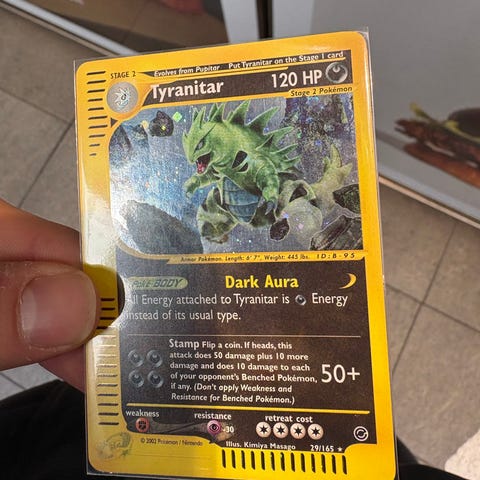 STAGE 2 Evolves from Pupitar Put Tyranitar on the Stage 1 card
Tyranitar 120 HP
Stage 2 Pokémon
Armor Pokémon. Length: 6' 7", Weight: 445 lbs. ID:B-95
Poké-BODY Dark Aura
All Energy attached to Tyranitar is Energy
instead of its usual type.
Stamp Flip a coin. If heads, this
attack does 50 damage plus 10 more
damage and does 10 damage to each
of your opponent's Benched Pokémon,
if any. (Don't apply Weakness and
Resistance for Benched Pokémon.)
50+
weakness resistance retreat cost
-30
Illus. Kimiya Masago
© 2002 Pokémon / Nintendo 29/165 ★